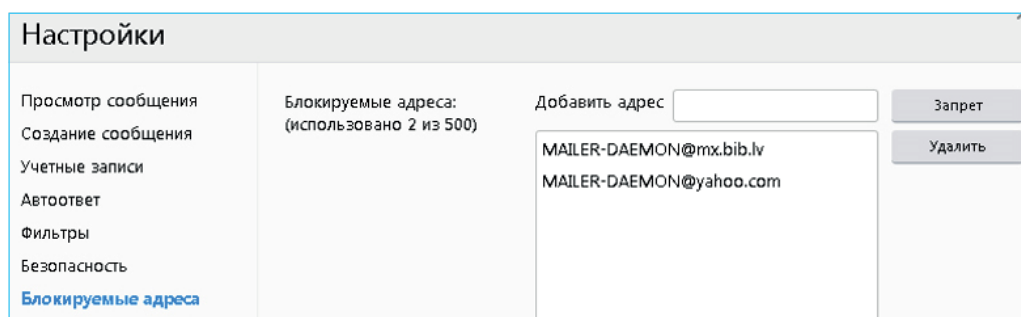 Настройки
Просмотр сообщения
Создание сообщения
Учетные записи
Автоответ
Фильтры
Безопасность
Блокируемые адреса
Блокируемые адреса:
(использовано 2 из 500)
Добавить адрес
Запрет
MAILER-DAEMON@mx.bib.lv
MAILER-DAEMON@yahoo.com
Удалить